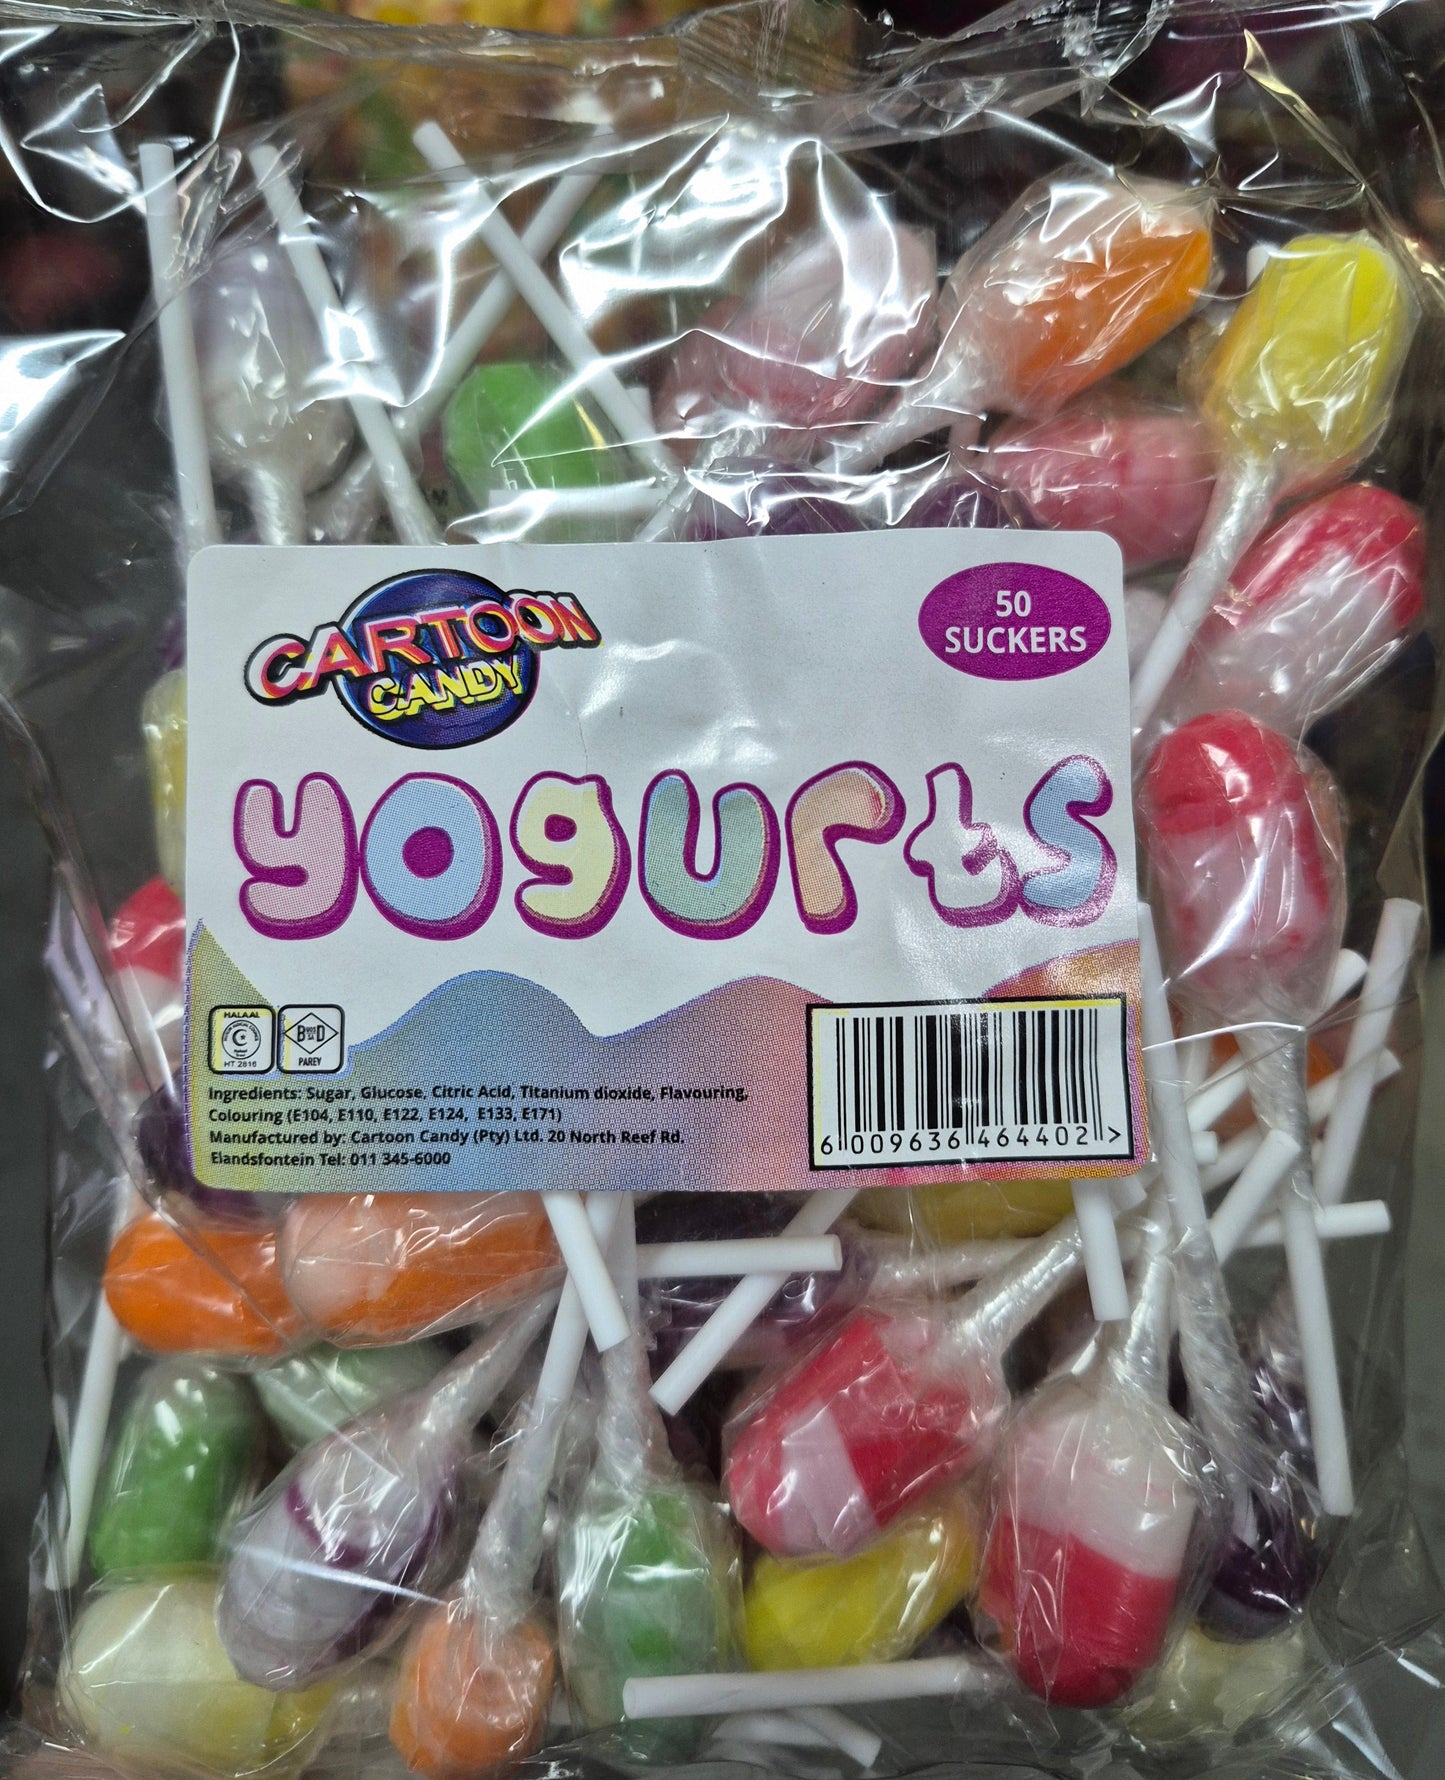 CARTOON
CANDY
50
SUCKERS
yogurts
HALAAL
HT 2816
B D
PAREV
Ingredients: Sugar, Glucose, Citric Acid, Titanium dioxide, Flavouring,
Colouring (E104, E110, E122, E124, E133, E171)
Manufactured by: Cartoon Candy (Pty) Ltd. 20 North Reef Rd.
Elandsfontein Tel: 011 345-6000
6 009636 464402 >